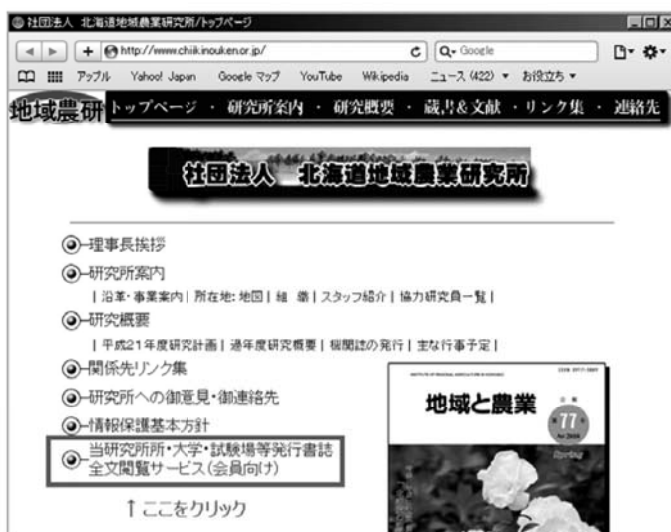 社団法人 北海道地域農業研究所/トップページ
http://www.chiikinouken.or.jp/
Google
アップル Yahoo! Japan Google マップ YouTube Wikipedia ニュース (422) ▼ お役立ち ▼
地域農研 トップページ ・ 研究所案内 ・ 研究概要 ・ 蔵書&文献 ・リンク集 ・ 連絡先
社団法人 北海道地域農業研究所
理事長挨拶
研究所案内
| 沿革・事業案内 | 所在地: 地図 | 組 織 | スタッフ紹介 | 協力研究員一覧 |
研究概要
| 平成21年度研究計画 | 過年度研究概要 | 機関誌の発行 | 主な行事予定 |
関係先リンク集
研究所への御意見・御連絡先
情報保護基本方針
当研究所所・大学・試験場等発行書誌
全文閲覧サービス(会員向け)
↑ここをクリック
地域と農業
会報
第
77
号
Spring